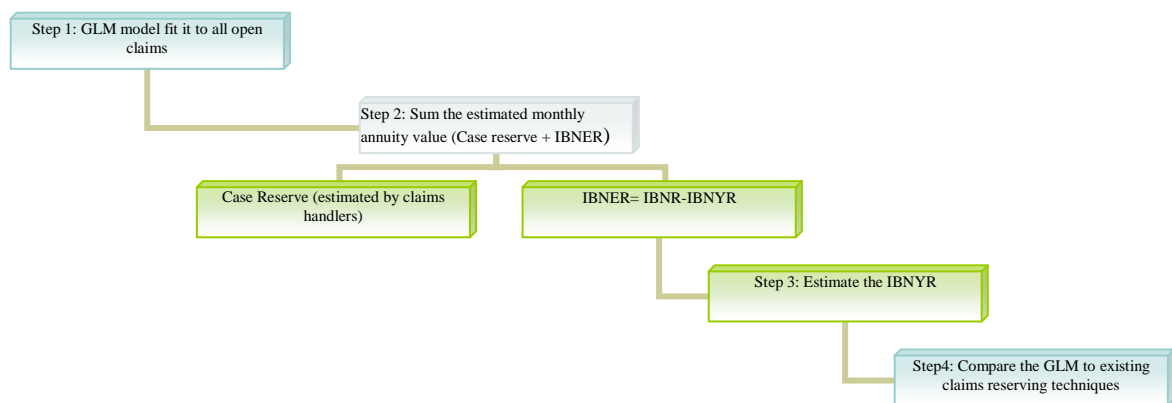 Step 1: GLM model fit it to all open
claims
Step 2: Sum the estimated monthly
annuity value (Case reserve + IBNER)
Case Reserve (estimated by claims
handlers)
IBNER= IBNR-IBNYR
Step 3: Estimate the IBNYR
Step4: Compare the GLM to existing
claims reserving techniques